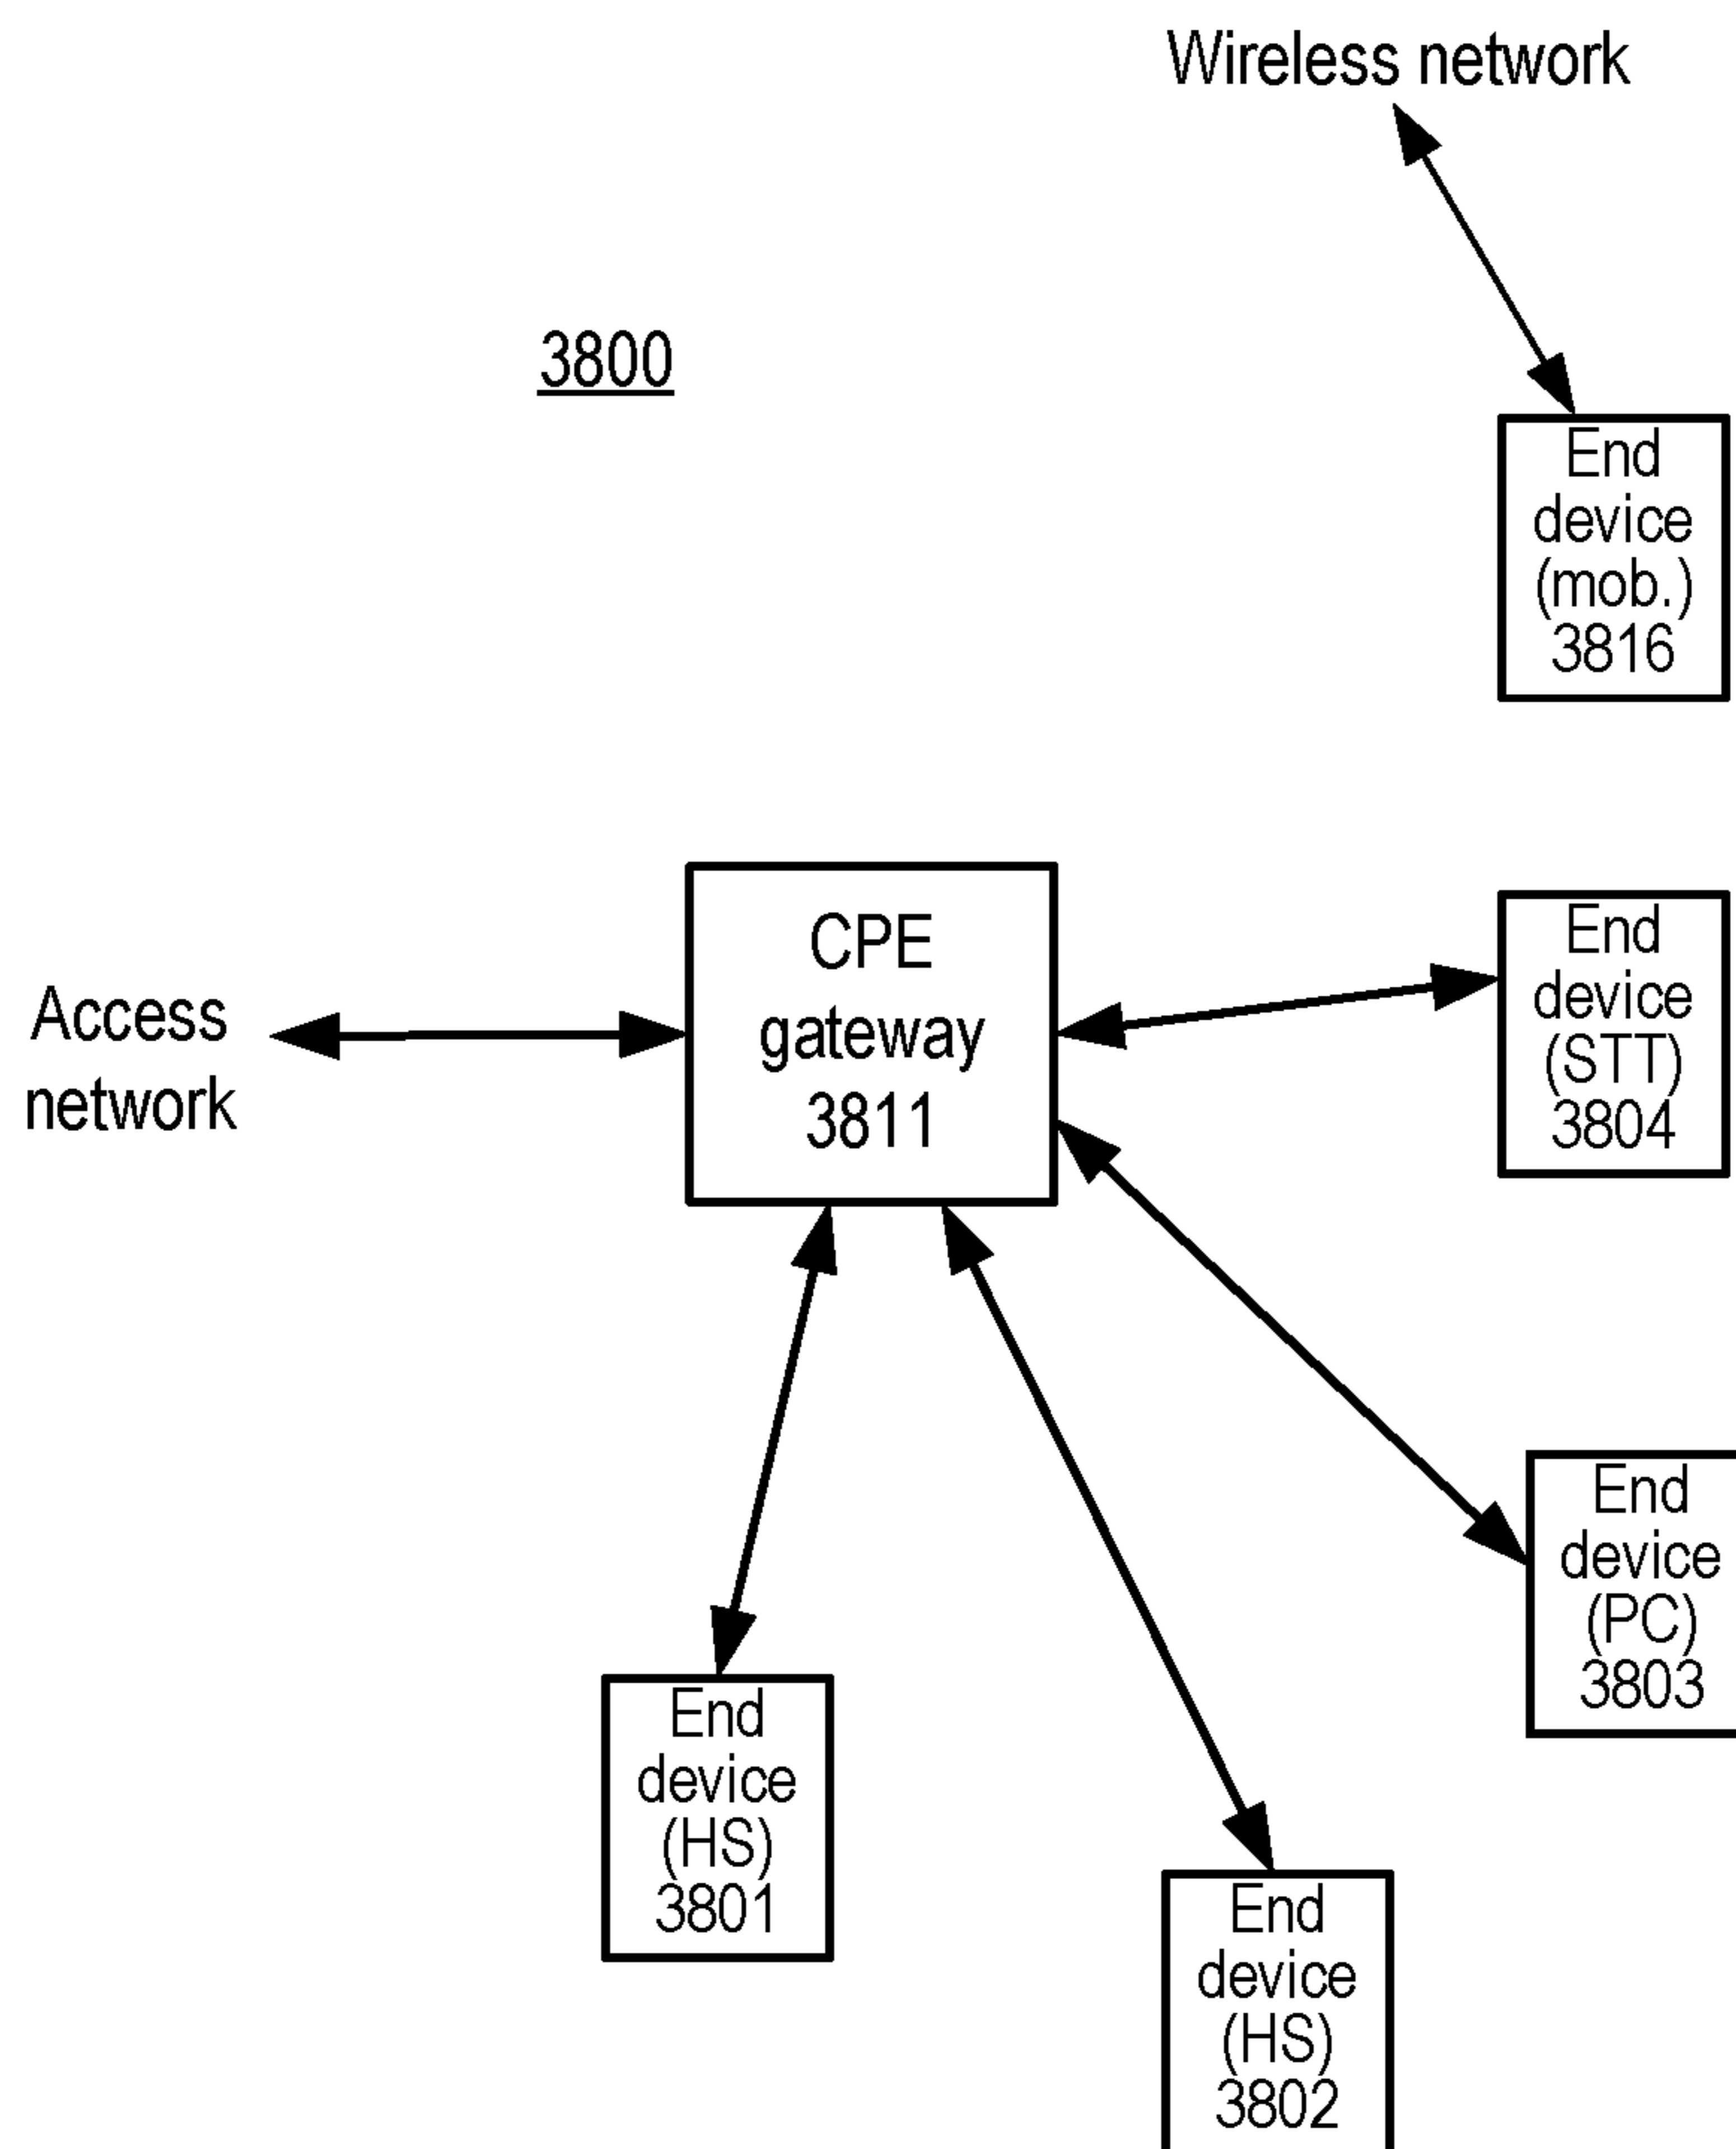 Wireless network
3800
End
device
(mob.)
3816
Access
network
CPE
gateway
3811
End
device
(STT)
3804
End
device
(PC)
3803
End
device
(HS)
3801
End
device
(HS)
3802